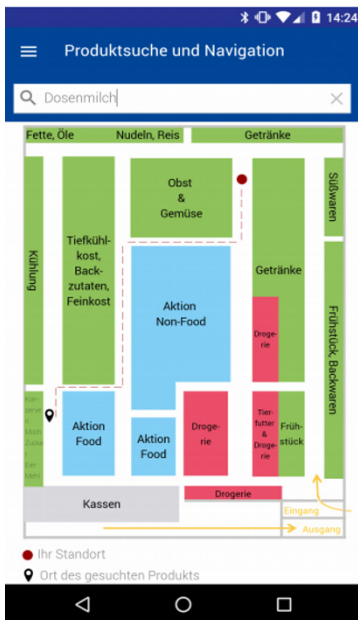 14:24
Produktsuche und Navigation
Dosenmilch
Fette, Öle
Nudeln, Reis
Getränke
Kühlung
Tiefkühl-
kost,
Back-
zutaten,
Feinkost
Obst
&
Gemüse
Süßwaren
Getränke
Aktion
Non-Food
Droge-
rie
Frühstück, Backwaren
Aktion
Food
Aktion
Food
Droge-
rie
Tier-
futter
&
Droge-
rie
Früh-
stück
Eier
Mehl
Kassen
Drogerie
Eingang
Ausgang
Ihr Standort
Ort des gesuchten Produkts